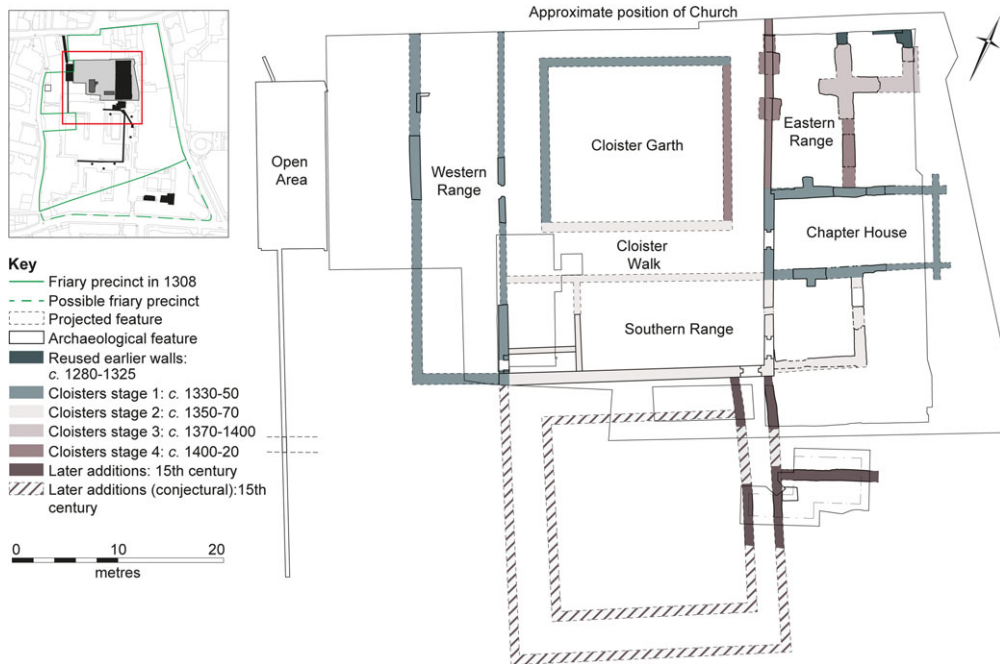 Approximate position of Church
Open
Area
Western
Range
Cloister Garth
Eastern
Range
Cloister
Walk
Chapter House
Southern Range
Key
Friary precinct in 1308
Possible friary precinct
Projected feature
Archaeological feature
Reused earlier walls:
c. 1280-1325
Cloisters stage 1: c. 1330-50
Cloisters stage 2: c. 1350-70
Cloisters stage 3: c. 1370-1400
Cloisters stage 4: c. 1400-20
Later additions: 15th century
Later additions (conjectural):15th
century
0 10 20
metres